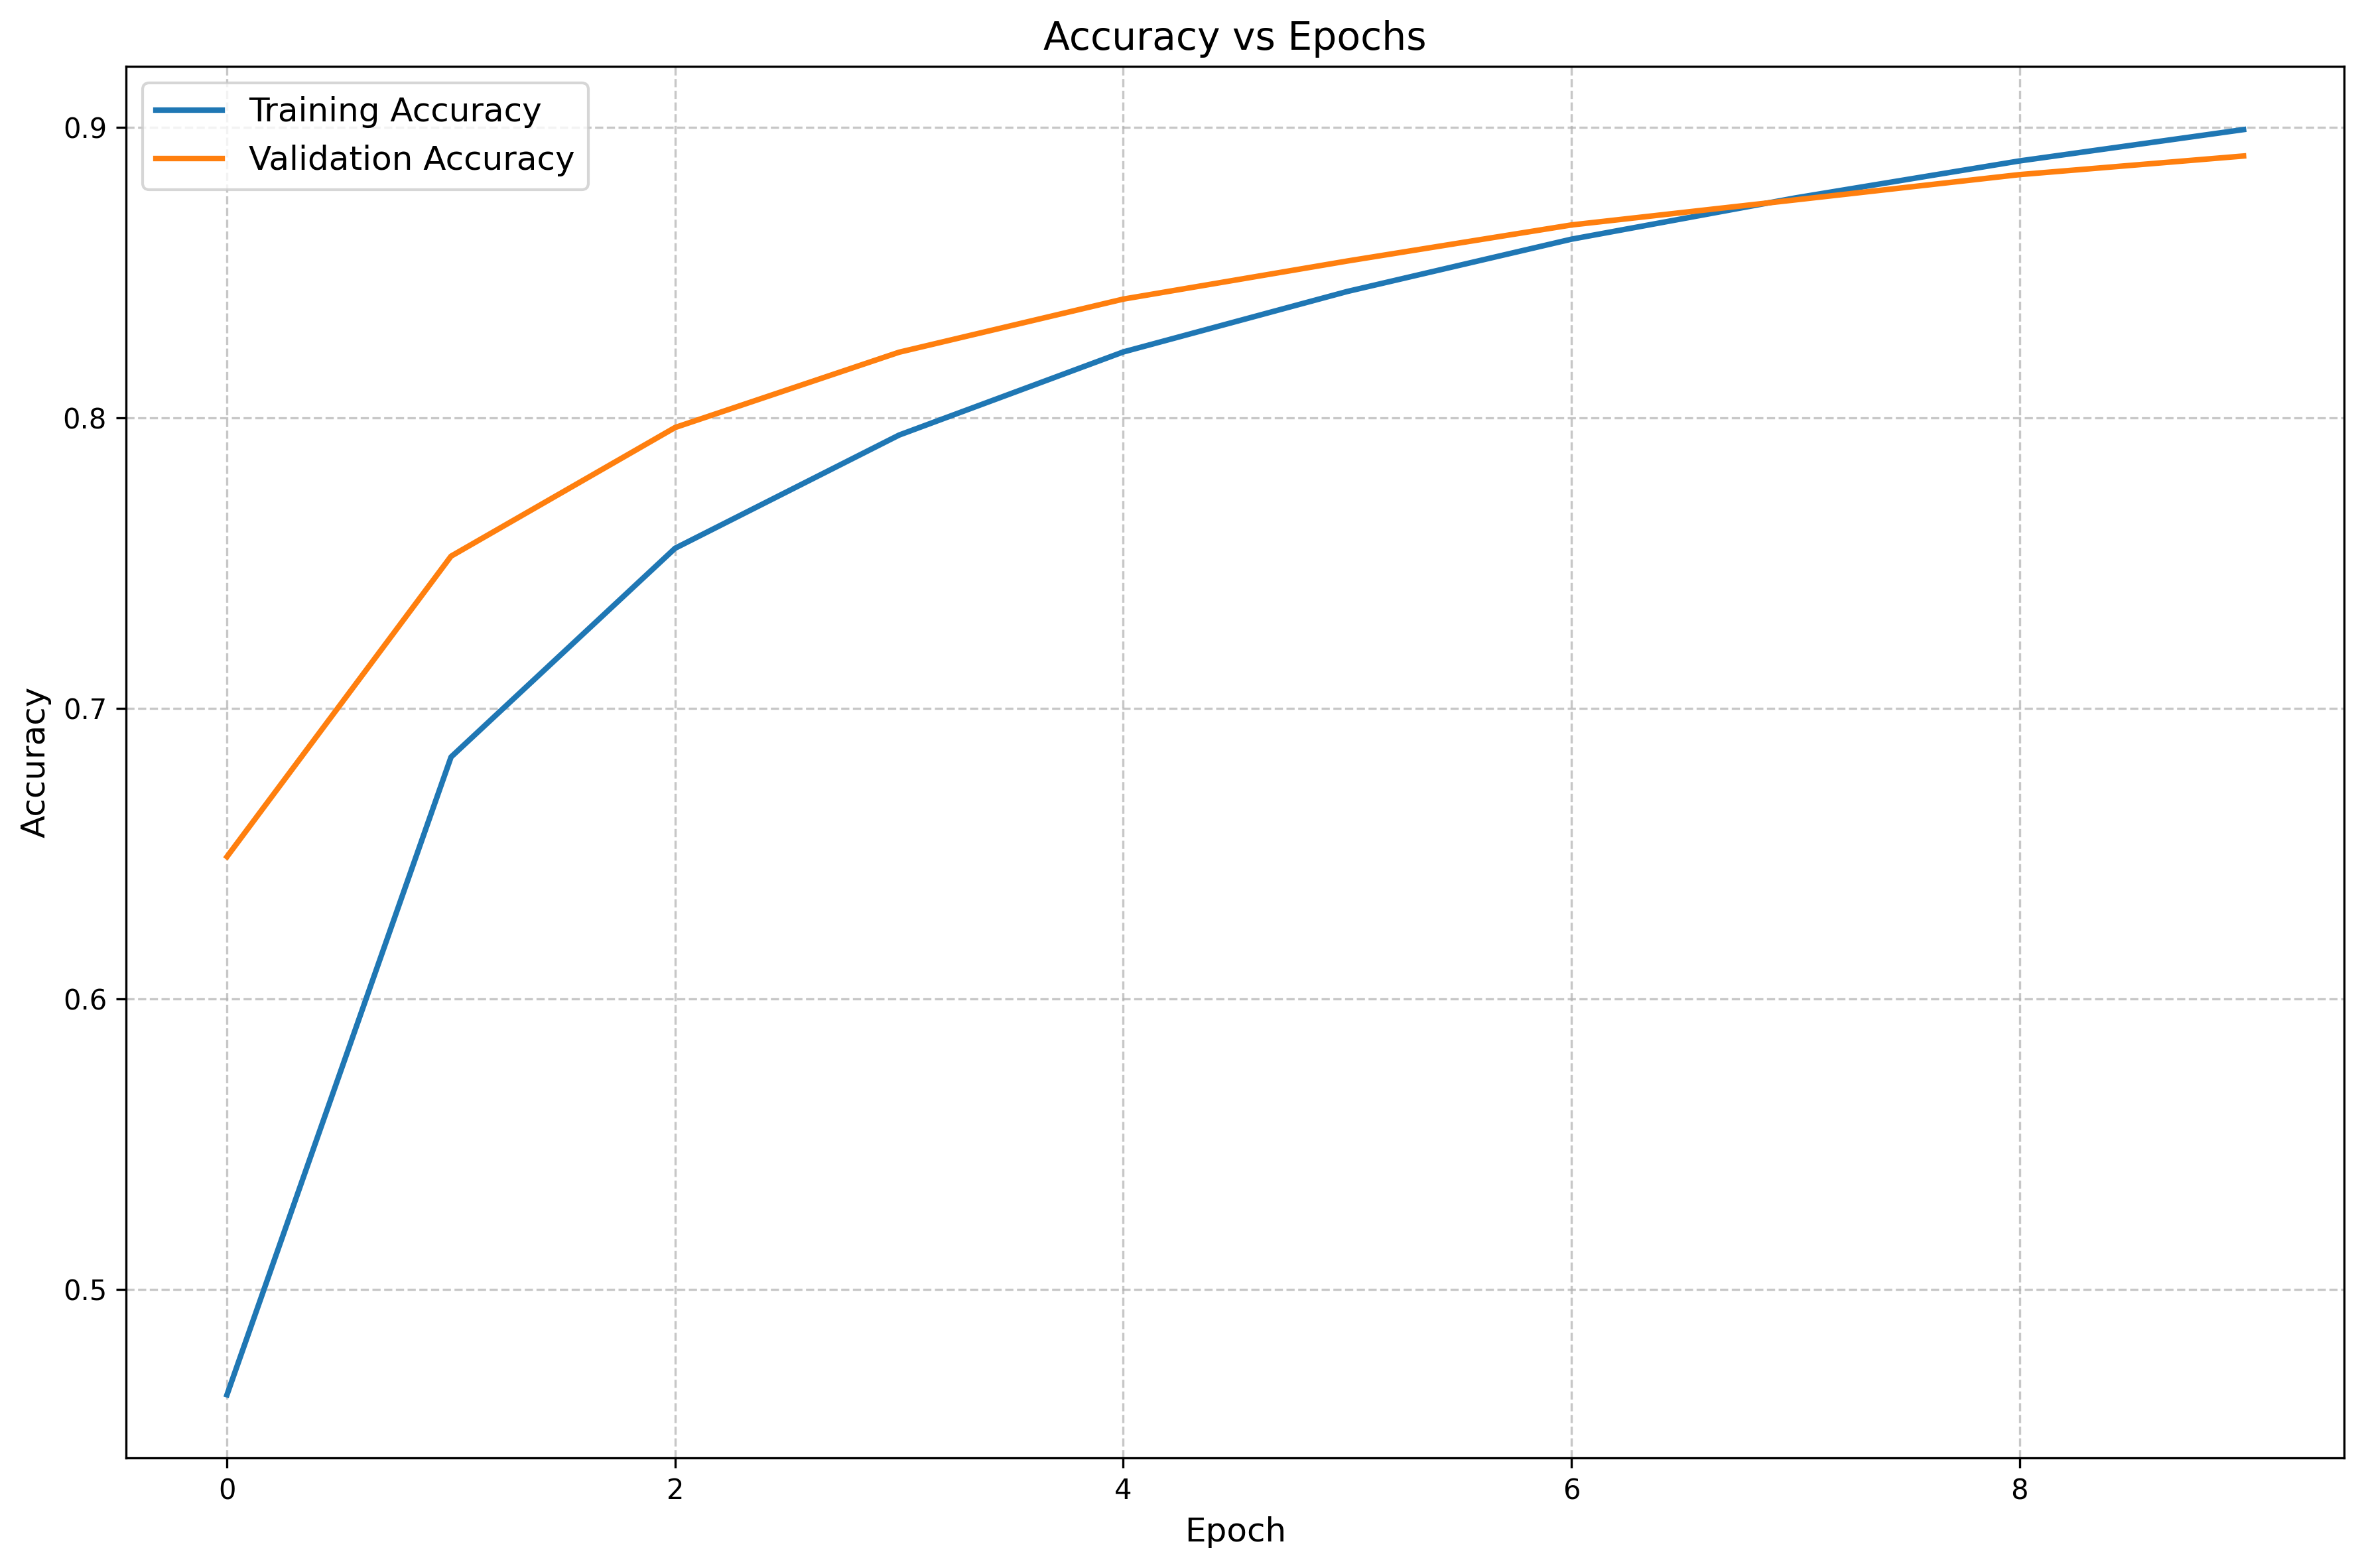 Accuracy vs Epochs
Training Accuracy
Validation Accuracy
0.9
0.8
0.7
0.6
0.5
Accuracy
0
2
4
6
8
Epoch